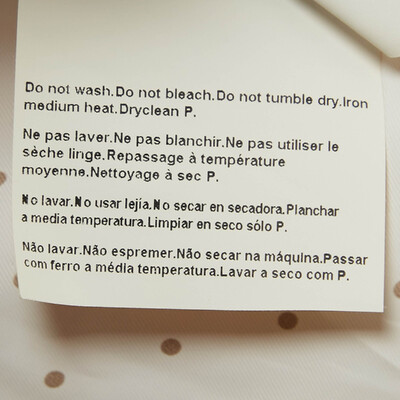 Do not wash.Do not bleach.Do not tumble dry.Iron
medium heat.Dryclean P.
Ne pas laver.Ne pas blanchir.Ne pas utiliser le
sèche linge.Repassage à température
moyenne.Nettoyage à sec P.
No lavar.No usar lejía.No secar en secadora.Planchar
a media temperatura.Limpiar en seco sólo P.
Não lavar.Não espremer.Não secar na máquina.Passar
com ferro a média temperatura.Lavar a seco com P.